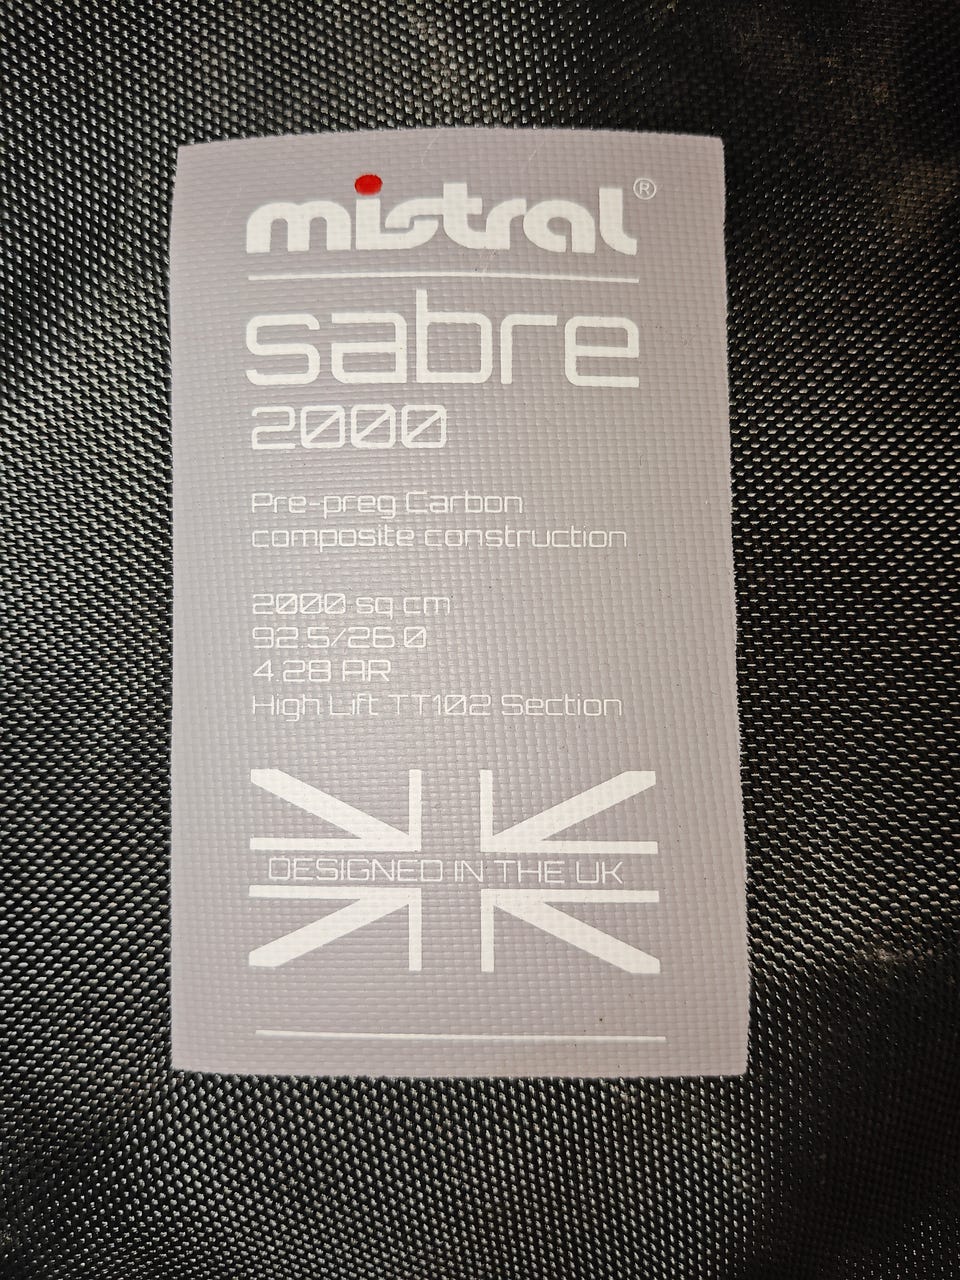 mistral®
sabre
2000
Pre-preg Carbon
composite construction
2000 sq cm
92.5/26.0
4.28 AR
High Lift TT102 Section
DESIGNED IN THE UK